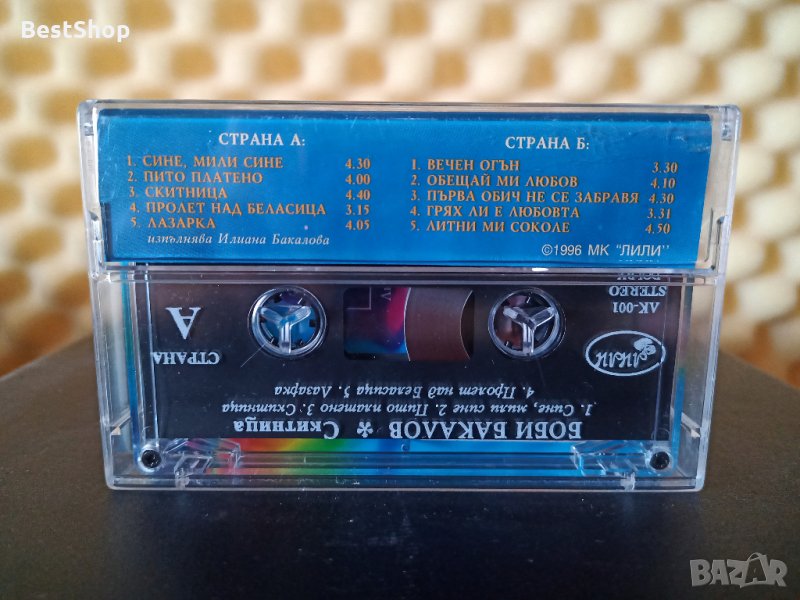 BestShop
СТРАНА А:
1. СИНЕ, МИЛИ СИНЕ 4.30
2. ПИТО ПЛАТЕНО 4.00
3. СКИТНИЦА 4.40
4. ПРОЛЕТ НАД БЕЛАСИЦА 3.15
5. ЛАЗАРКА 4.05
изпълнява Илиана Бакалова
СТРАНА Б:
1. ВЕЧЕН ОГЪН 3.30
2. ОБЕЩАЙ МИ ЛЮБОВ 4.10
3. ПЪРВА ОБИЧ НЕ СЕ ЗАБРАВЯ 4.30
4. ГРЯХ ЛИ Е ЛЮБОВТА 3.31
5. ЛИТНИ МИ СОКОЛЕ 4.50
©1996 МК "ЛИЛИ"
БОБИ БАКАЛОВ ✻ Скитница
1. Сине, мили сине 2. Пито платено 3. Скитница
4. Пролет над Беласица 5. Лазарка
ЛИЛИ
СТРАНА
А
АК-001
STEREO
BAZAR